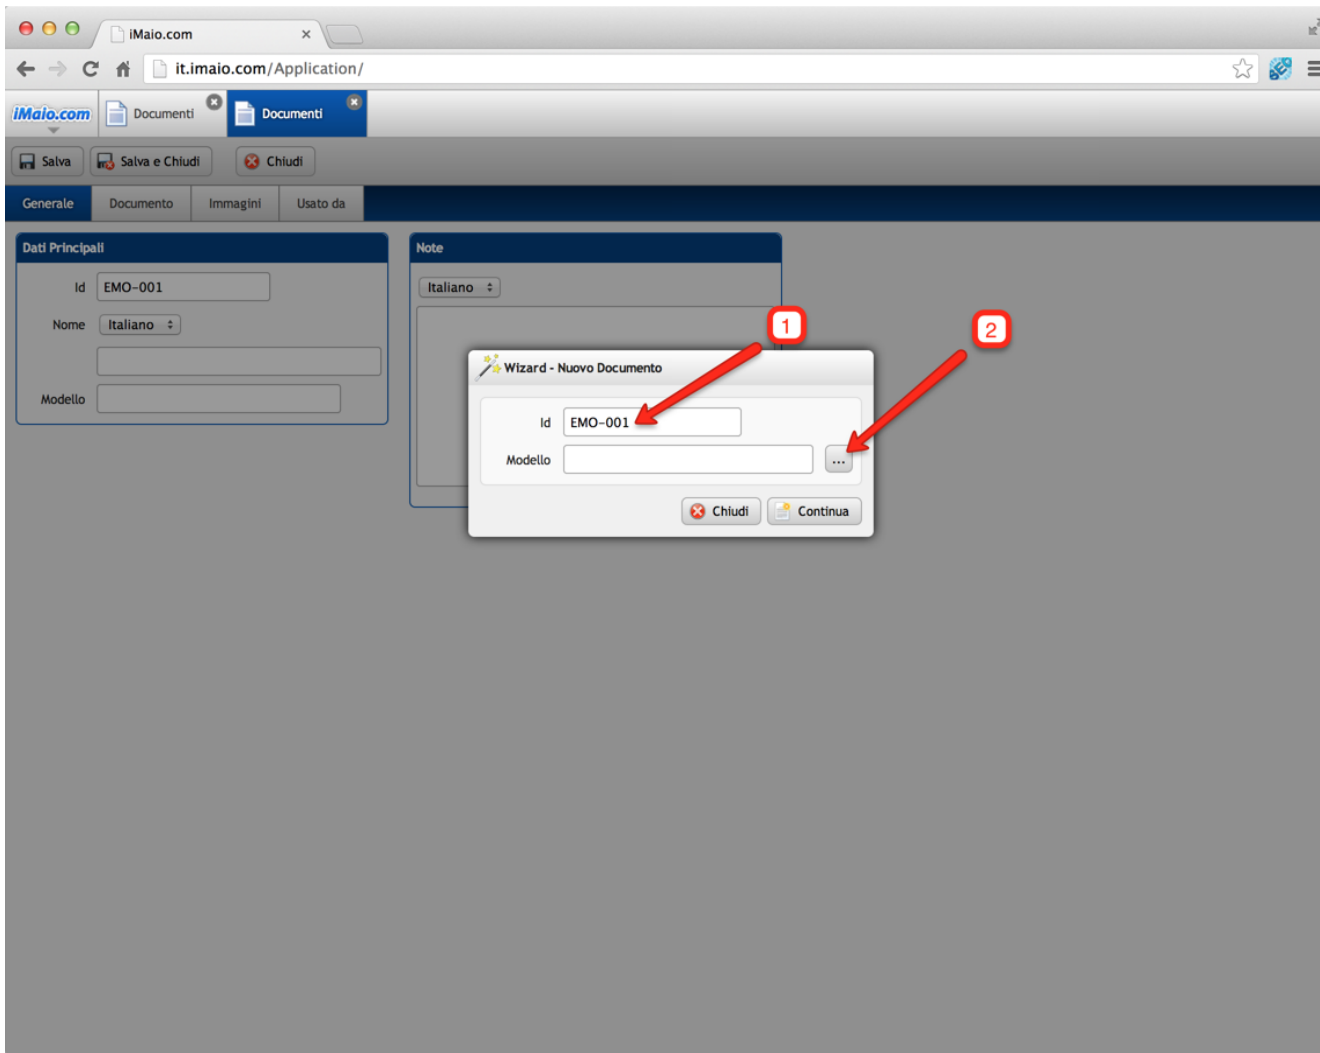 iMaio.com
it.imaio.com/Application/
iMaio.com Documenti Documenti
Salva Salva e Chiudi Chiudi
Generale Documento Immagini Usato da
Dati Principali
Id EMO-001
Nome Italiano
Modello
Note
Italiano
1
2
Wizard - Nuovo Documento
Id EMO-001
Modello ...
Chiudi Continua